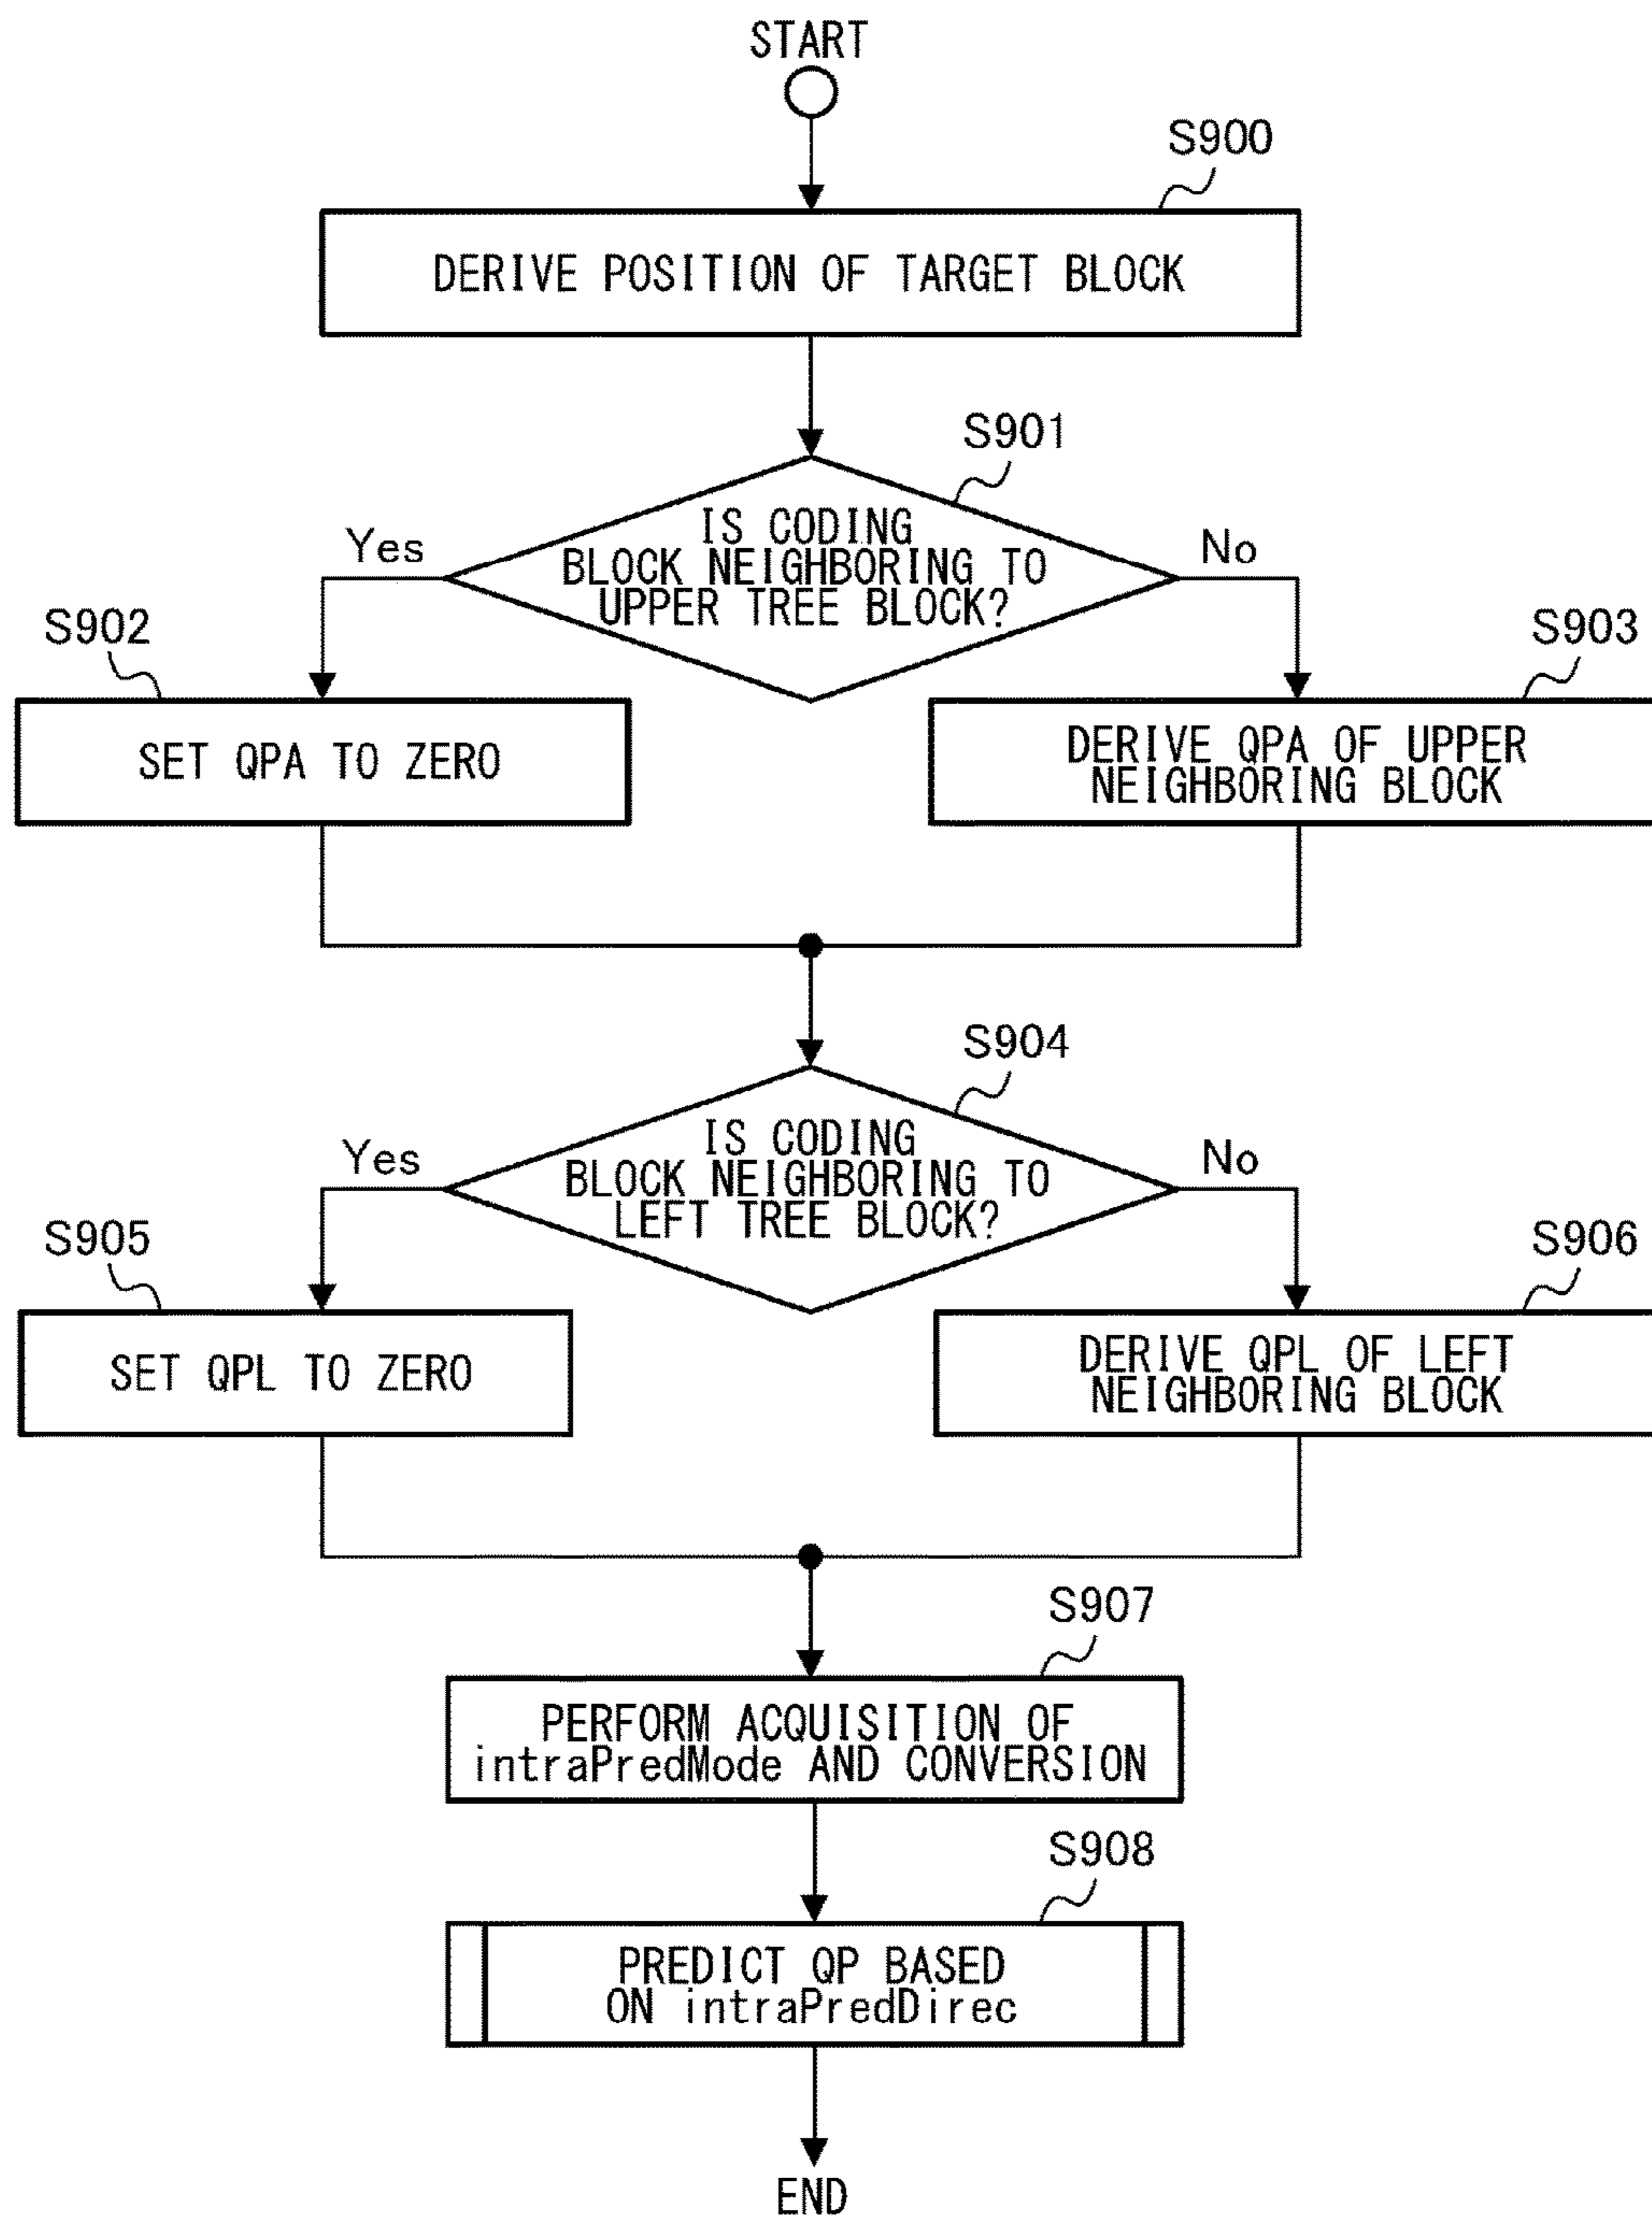 START
S900
DERIVE POSITION OF TARGET BLOCK
S901
IS CODING
BLOCK NEIGHBORING TO
UPPER TREE BLOCK?
Yes
No
S902
S903
SET QPA TO ZERO
DERIVE QPA OF UPPER
NEIGHBORING BLOCK
S904
IS CODING
BLOCK NEIGHBORING TO
LEFT TREE BLOCK?
Yes
No
S905
S906
SET QPL TO ZERO
DERIVE QPL OF LEFT
NEIGHBORING BLOCK
S907
PERFORM ACQUISITION OF
intraPredMode AND CONVERSION
S908
PREDICT QP BASED
ON intraPredDirec
END